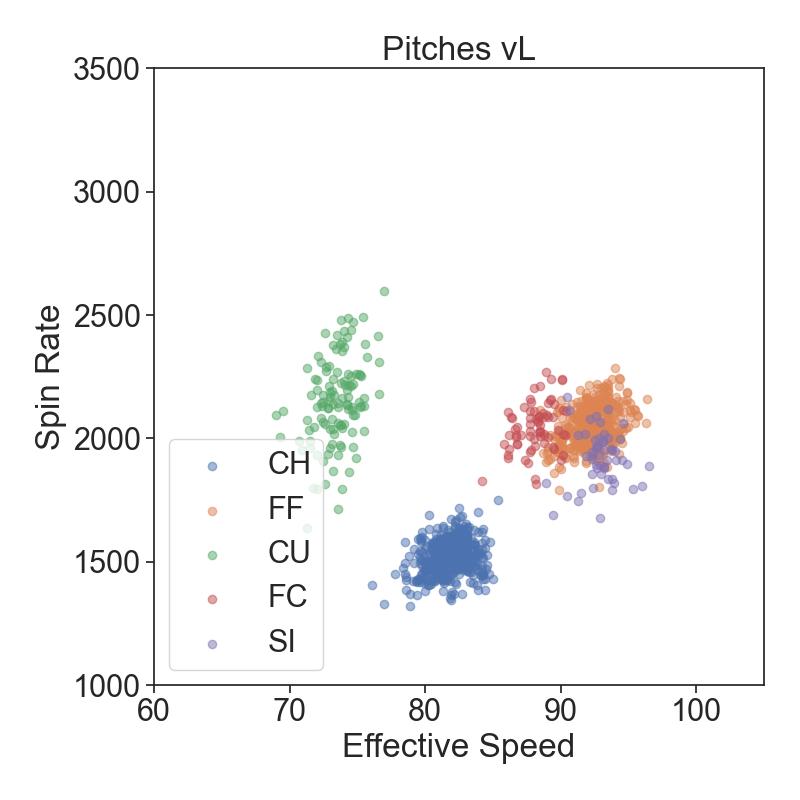 Pitches vL
3500
3000
2500
2000
1500
1000
Spin Rate
CH
FF
CU
FC
SI
60 70 80 90 100
Effective Speed